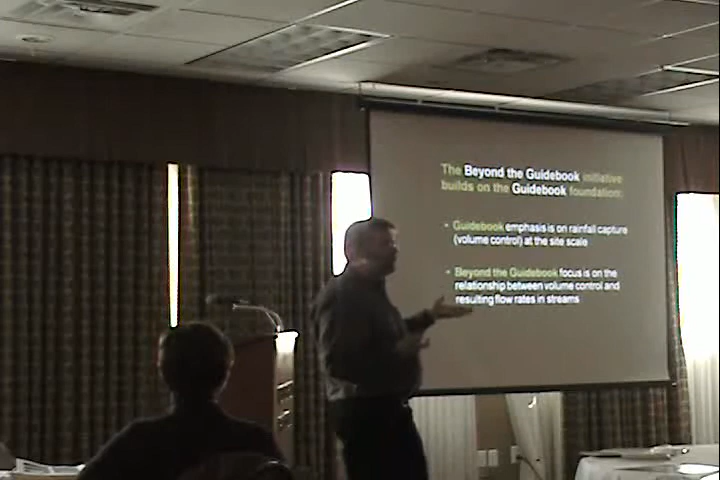 The Beyond the Guidebook initiative
builds on the Guidebook foundation:
• Guidebook emphasis is on rainfall capture
(volume control) at the site scale
• Beyond the Guidebook focus is on the
relationship between volume control and
resulting flow rates in streams